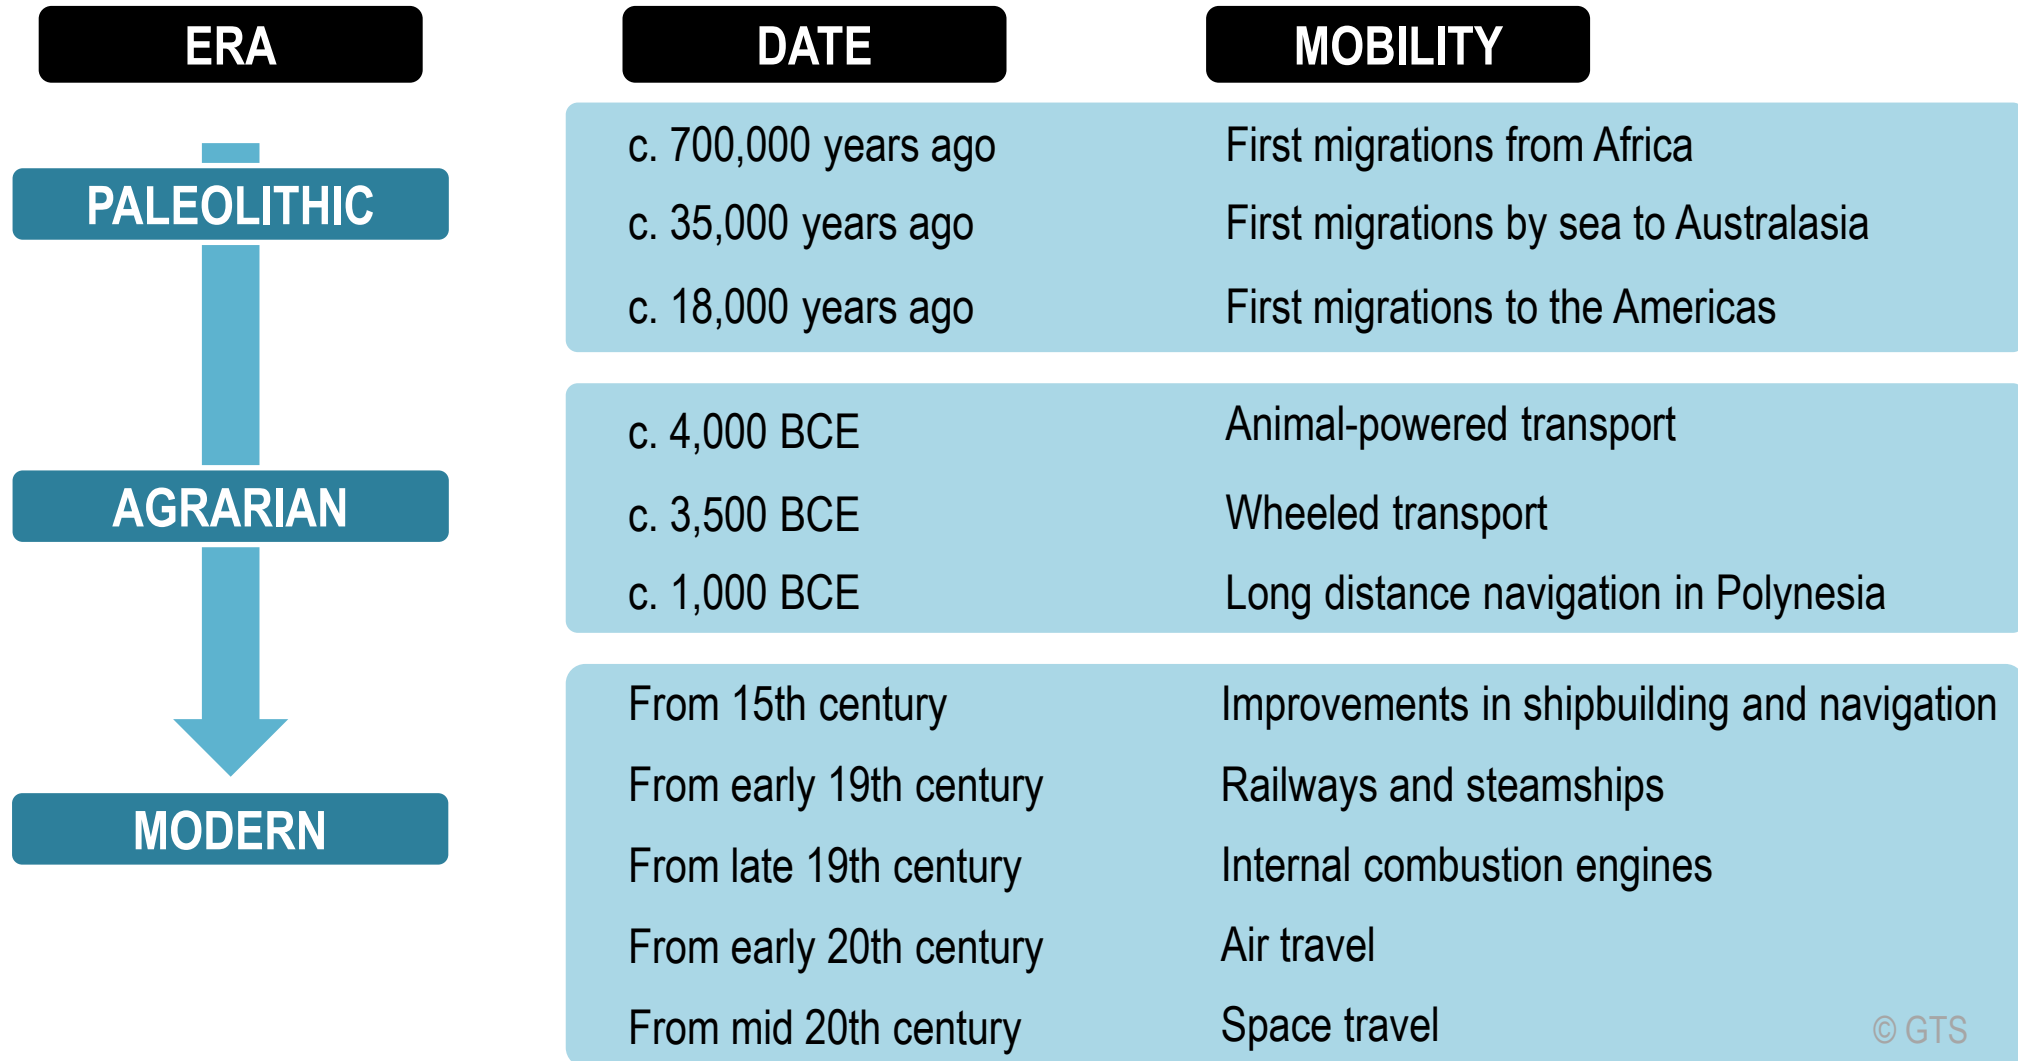 ERA DATE MOBILITY
PALEOLITHIC
c. 700,000 years ago First migrations from Africa
c. 35,000 years ago First migrations by sea to Australasia
c. 18,000 years ago First migrations to the Americas
AGRARIAN
c. 4,000 BCE Animal-powered transport
c. 3,500 BCE Wheeled transport
c. 1,000 BCE Long distance navigation in Polynesia
MODERN
From 15th century Improvements in shipbuilding and navigation
From early 19th century Railways and steamships
From late 19th century Internal combustion engines
From early 20th century Air travel
From mid 20th century Space travel
© GTS